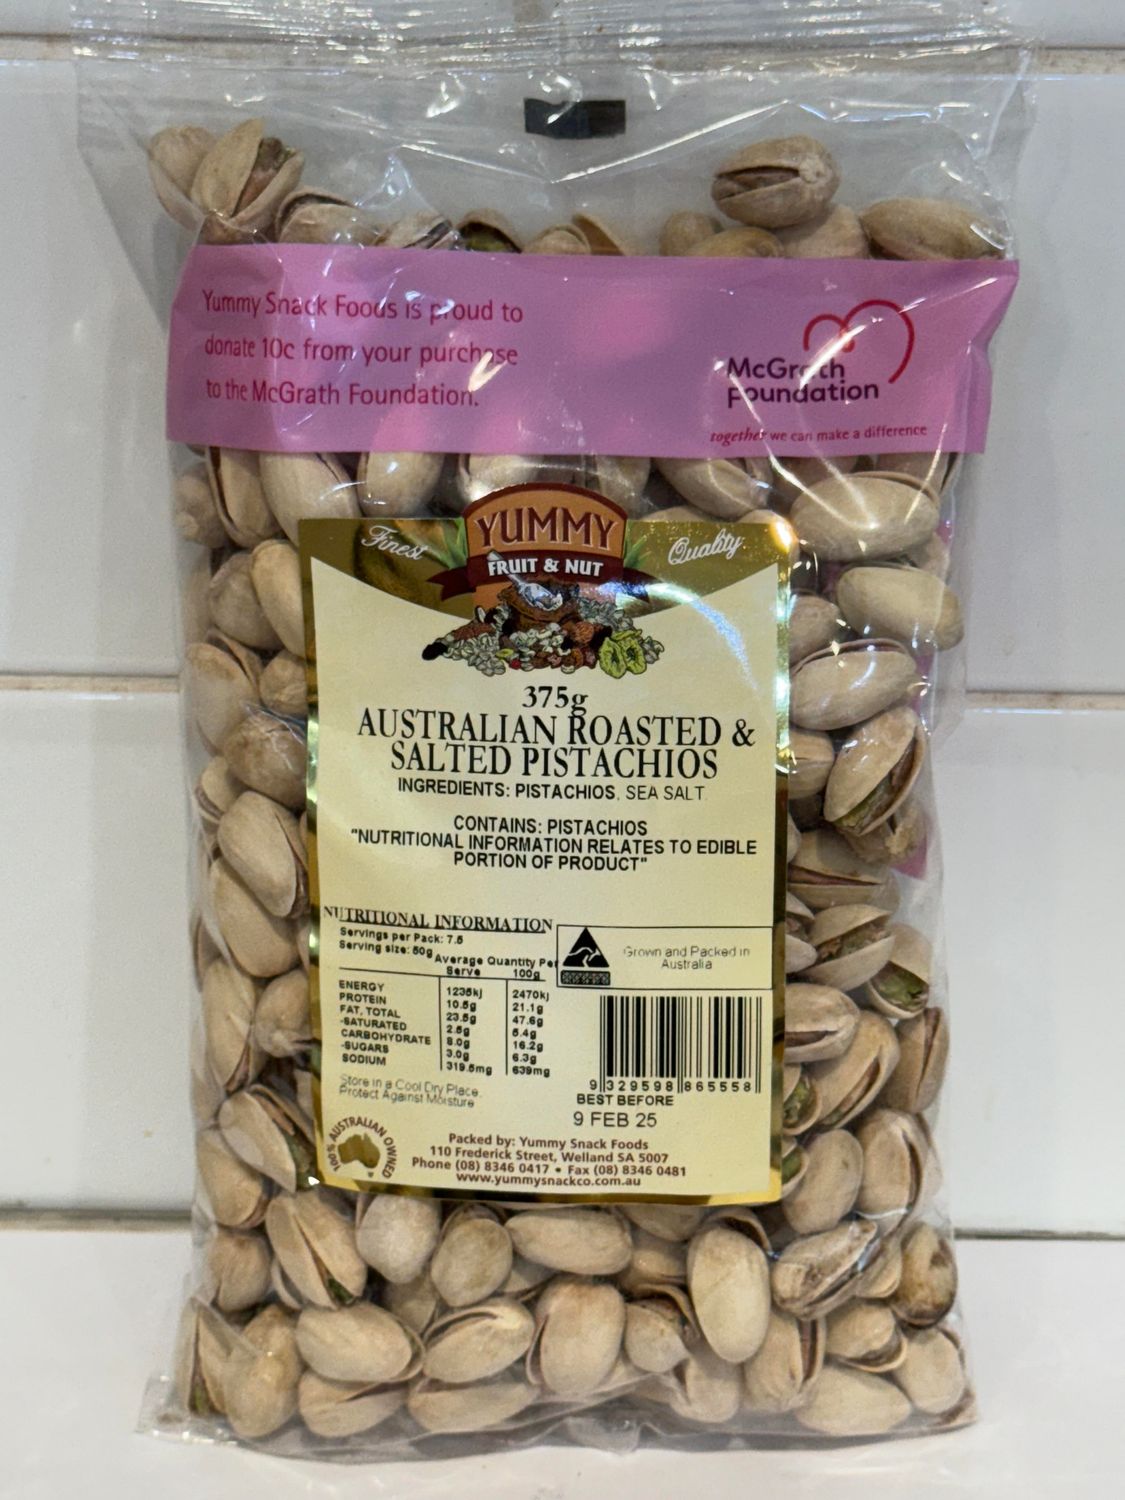 Yummy Snack Foods is proud to
donate 10c from your purchase
to the McGrath Foundation.
McGrath
Foundation
together we can make a difference
Finest
YUMMY
Quality
FRUIT & NUT
375g
AUSTRALIAN ROASTED &
SALTED PISTACHIOS
INGREDIENTS: PISTACHIOS, SEA SALT.
CONTAINS: PISTACHIOS
"NUTRITIONAL INFORMATION RELATES TO EDIBLE
PORTION OF PRODUCT"
NUTRITIONAL INFORMATION
Servings per Pack: 7.5
Serving size: 50g
Average Quantity Per
Serve 100g
ENERGY 1235kj 2470kj
PROTEIN 10.5g 21.1g
FAT, TOTAL 23.5g 47.6g
-SATURATED 2.5g 5.4g
CARBOHYDRATE 8.0g 16.2g
-SUGARS 3.0g 6.3g
SODIUM 319.5mg 639mg
Store in a Cool Dry Place.
Protect Against Moisture
Grown and Packed in
Australia
9 329598 865558
BEST BEFORE
9 FEB 25
100% AUSTRALIAN OWNED
Packed by: Yummy Snack Foods
110 Frederick Street, Welland SA 5007
Phone (08) 8346 0417 • Fax (08) 8346 0481
www.yummysnackco.com.au